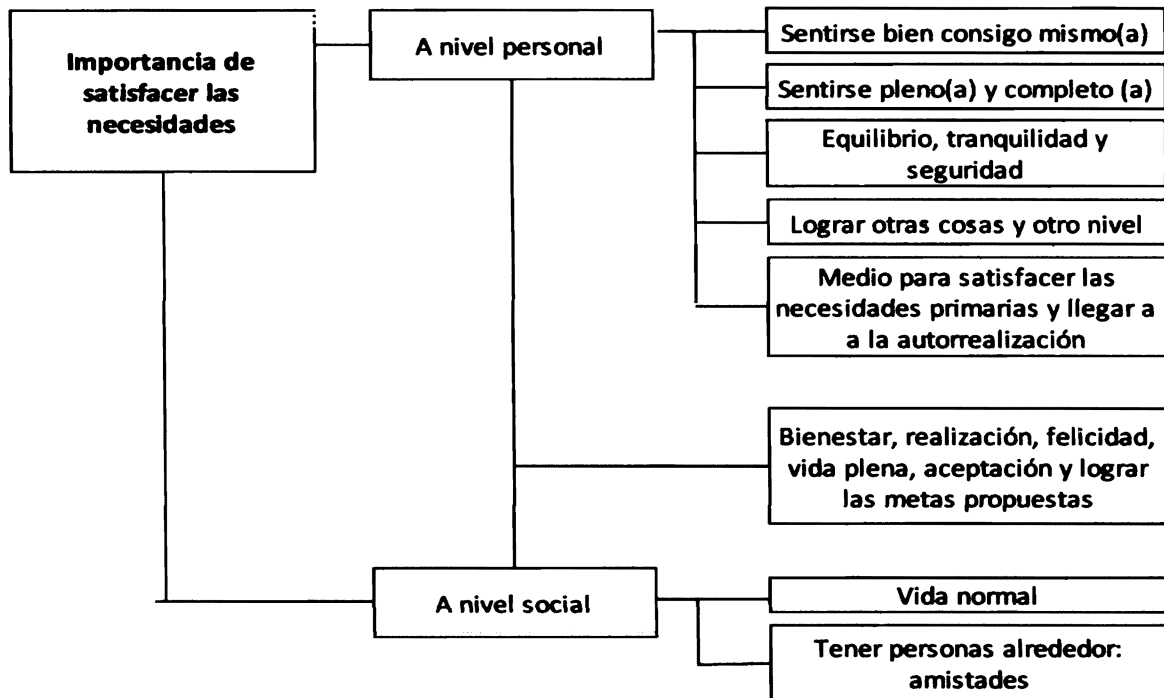 Importancia de
satisfacer las
necesidades
A nivel personal
Sentirse bien consigo mismo(a)
Sentirse pleno(a) y completo (a)
Equilibrio, tranquilidad y
seguridad
Lograr otras cosas y otro nivel
Medio para satisfacer las
necesidades primarias y llegar a
a la autorrealización
Bienestar, realización, felicidad,
vida plena, aceptación y lograr
las metas propuestas
A nivel social
Vida normal
Tener personas alrededor:
amistades